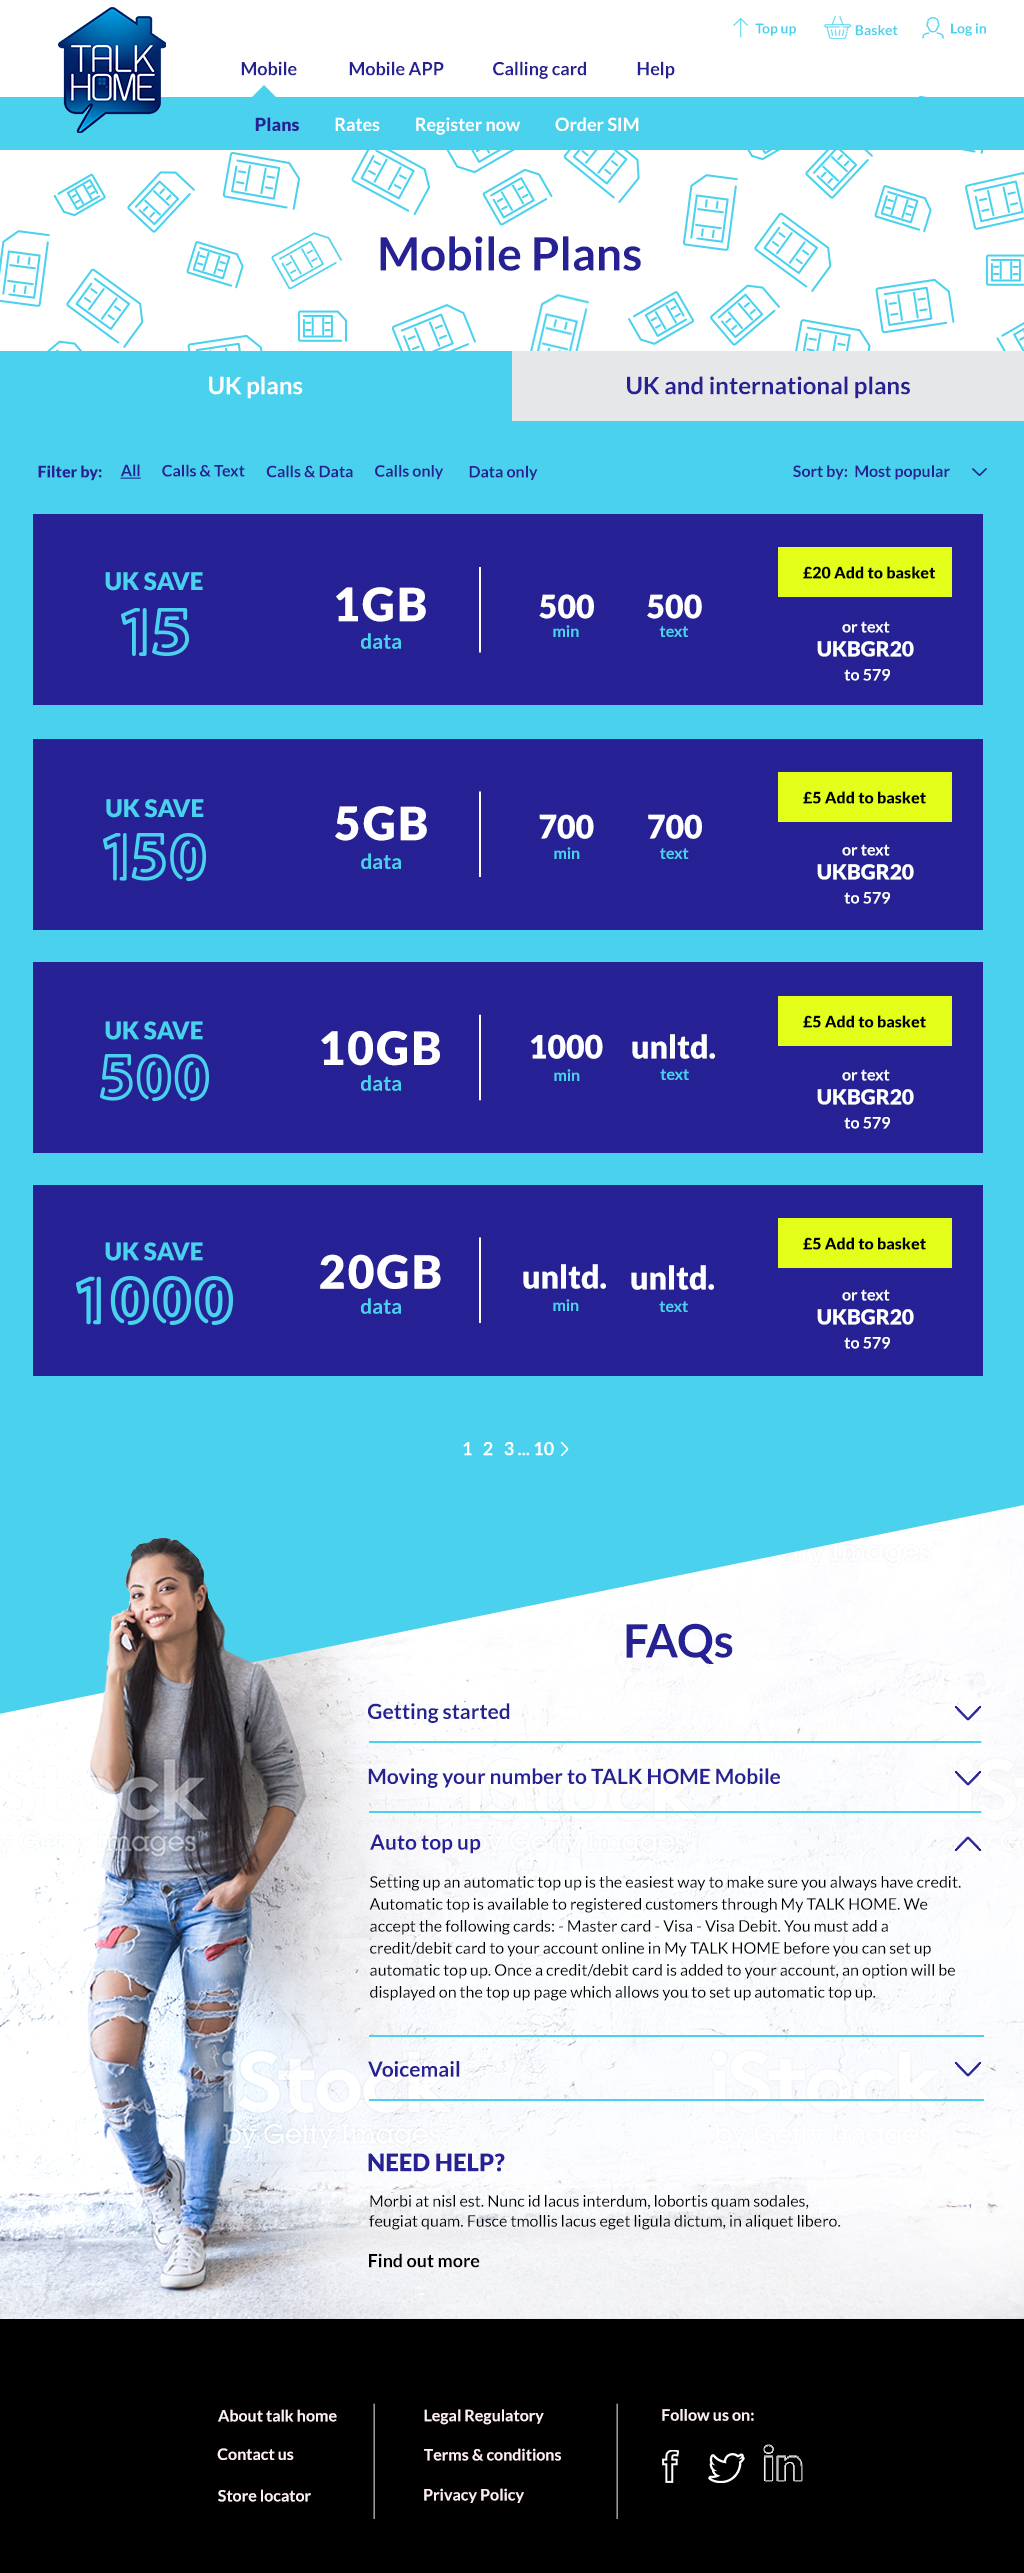 TALK
HOME
Top up
Basket
Log in
Mobile
Mobile APP
Calling card
Help
Plans
Rates
Register now
Order SIM
Mobile Plans
UK plans
UK and international plans
Filter by:
All
Calls & Text
Calls & Data
Calls only
Data only
Sort by: Most popular
UK SAVE
15
1GB
data
500
min
500
text
£20 Add to basket
or text
UKBGR20
to 579
UK SAVE
150
5GB
data
700
min
700
text
£5 Add to basket
or text
UKBGR20
to 579
UK SAVE
500
10GB
data
1000
min
unltd.
text
£5 Add to basket
or text
UKBGR20
to 579
UK SAVE
1000
20GB
data
unltd.
min
unltd.
text
£5 Add to basket
or text
UKBGR20
to 579
1 2 3 ... 10
FAQs
Getting started
Moving your number to TALK HOME Mobile
Auto top up
Setting up an automatic top up is the easiest way to make sure you always have credit.
Automatic top is available to registered customers through My TALK HOME. We
accept the following cards: - Master card - Visa - Visa Debit. You must add a
credit/debit card to your account online in My TALK HOME before you can set up
automatic top up. Once a credit/debit card is added to your account, an option will be
displayed on the top up page which allows you to set up automatic top up.
Voicemail
iStock
by Getty Images
NEED HELP?
Morbi at nisl est. Nunc id lacus interdum, lobortis quam sodales,
feugiat quam. Fusce tmollis lacus eget ligula dictum, in aliquet libero.
Find out more
About talk home
Contact us
Store locator
Legal Regulatory
Terms & conditions
Privacy Policy
Follow us on:
f
in